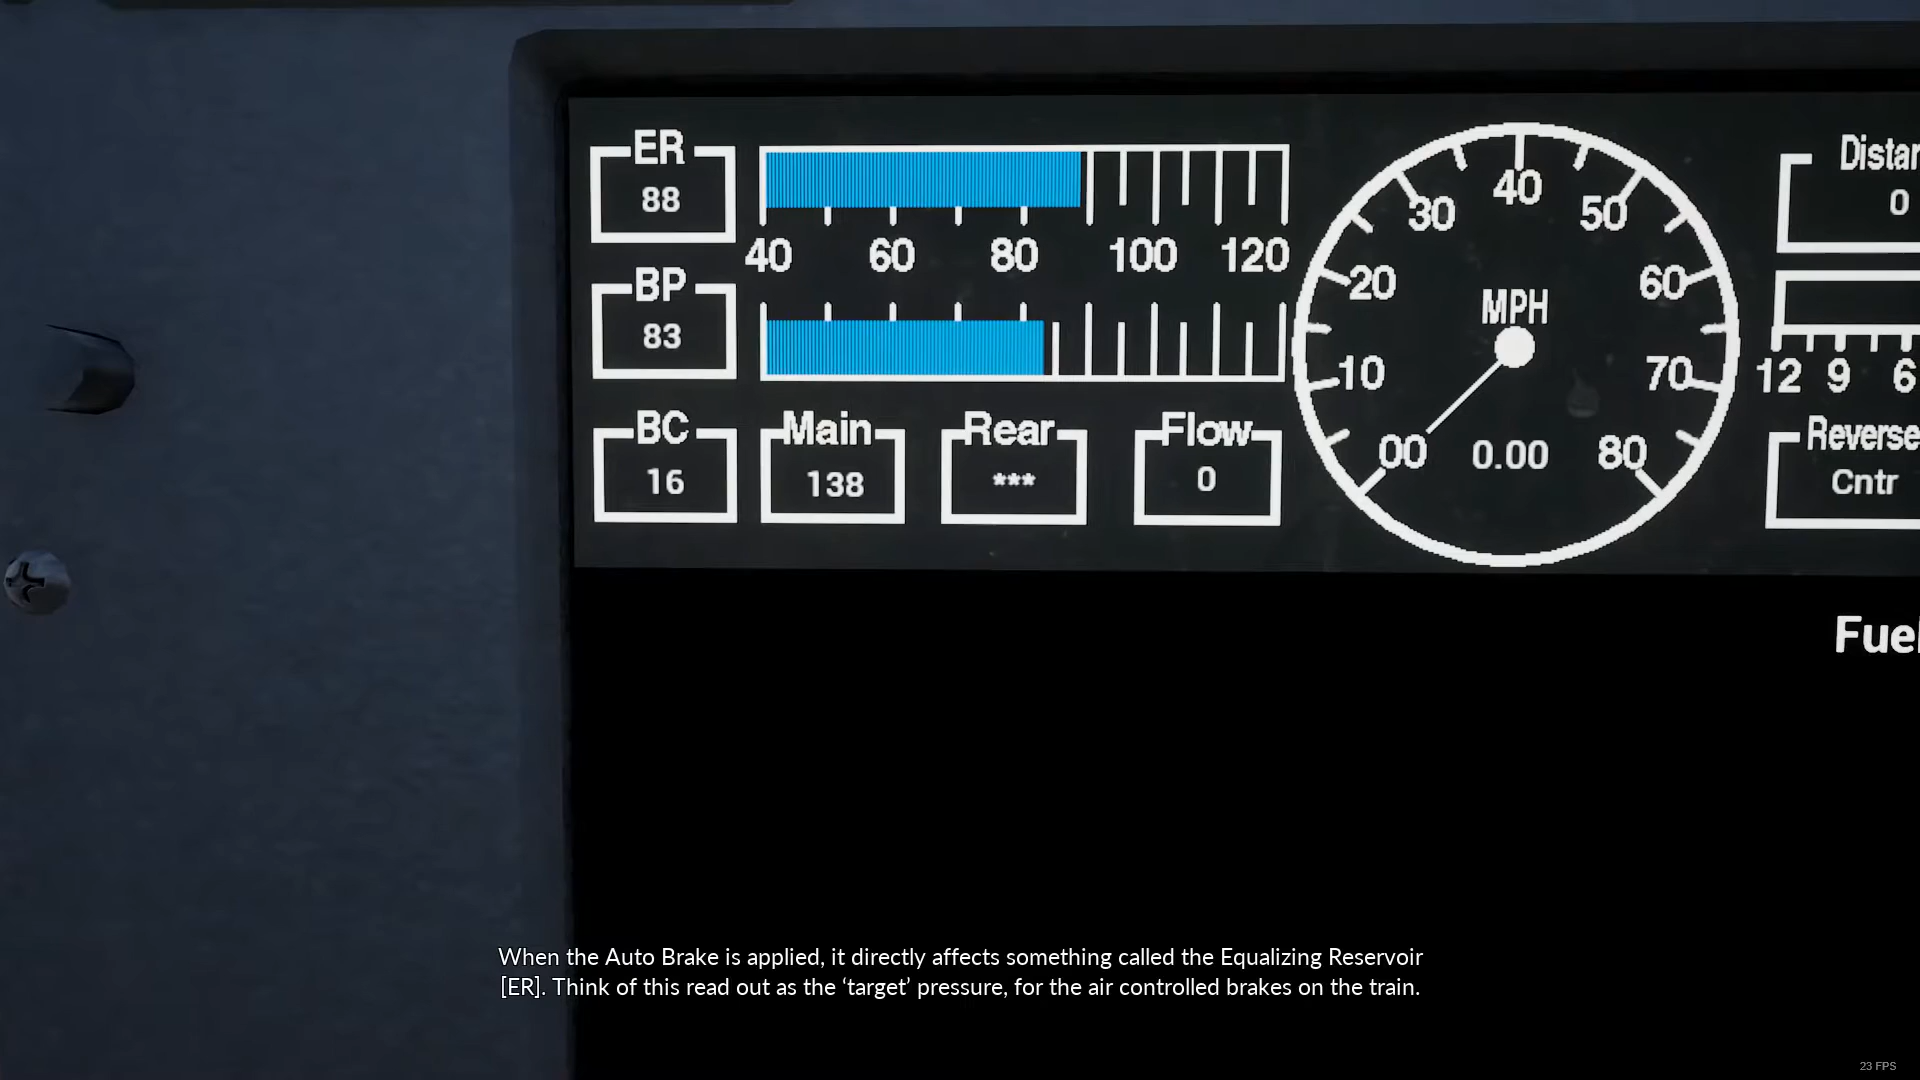 ER
88
40 60 80 100 120
BP
83
BC
16
Main
138
Rear
***
Flow
0
00 10 20 30 40 50 60 70 80
MPH
0.00
Distan
0
12 9 6
Reverse
Cntr
Fuel
When the Auto Brake is applied, it directly affects something called the Equalizing Reservoir
[ER]. Think of this read out as the ‘target’ pressure, for the air controlled brakes on the train.
23 FPS